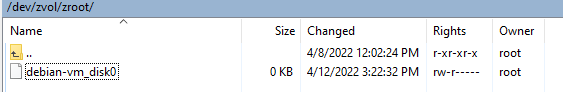 /dev/zvol/zroot/
Name Size Changed Rights Owner
.. 4/8/2022 12:02:24 PM r-xr-xr-x root
debian-vm_disk0 0 KB 4/12/2022 3:22:32 PM rw-r----- root